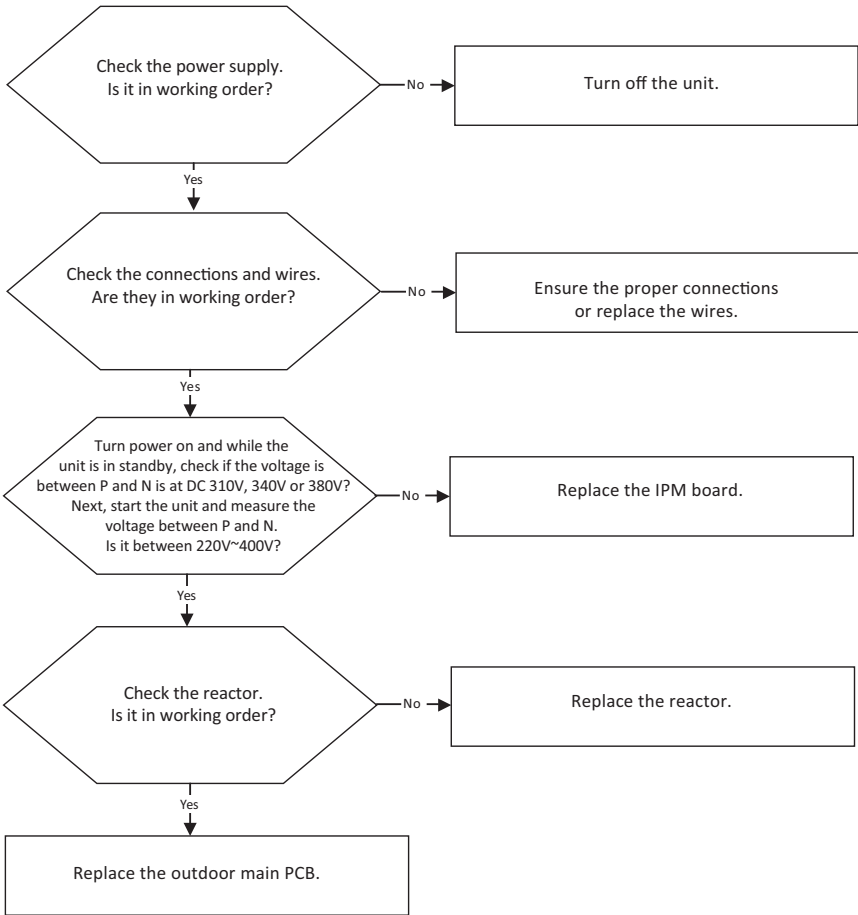 Check the power supply.
Is it in working order?
No
Turn off the unit.
Yes
Check the connections and wires.
Are they in working order?
No
Ensure the proper connections
or replace the wires.
Yes
Turn power on and while the
unit is in standby, check if the voltage is
between P and N is at DC 310V, 340V or 380V?
Next, start the unit and measure the
voltage between P and N.
Is it between 220V~400V?
No
Replace the IPM board.
Yes
Check the reactor.
Is it in working order?
No
Replace the reactor.
Yes
Replace the outdoor main PCB.